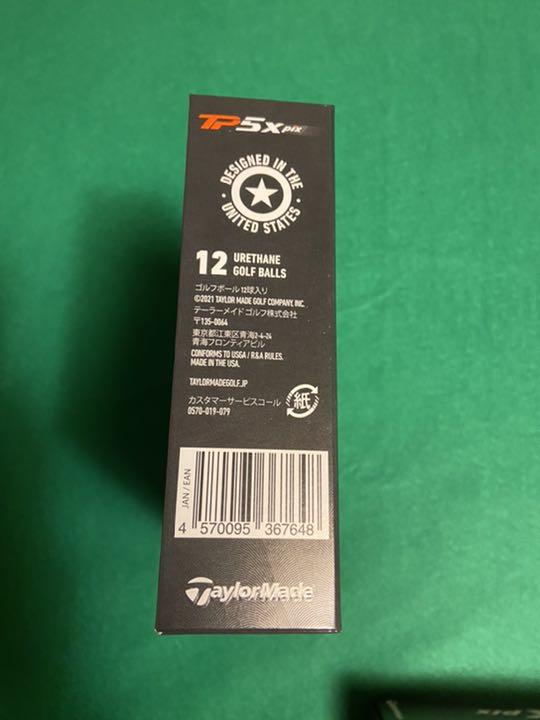 TP5x pix
DESIGNED IN THE
UNITED STATES
12 URETHANE
GOLF BALLS
ゴルフボール 12球入り
©2021 TAYLOR MADE GOLF COMPANY, INC.
テーラーメイド ゴルフ株式会社
〒135-0064
東京都江東区青海2-4-24
青海フロンティアビル
CONFORMS TO USGA / R&A RULES.
MADE IN THE USA.
TAYLORMADEGOLF.JP
カスタマーサービスコール
0570-019-079
紙
JAN / EAN
4 570095 367648
TaylorMade
pix